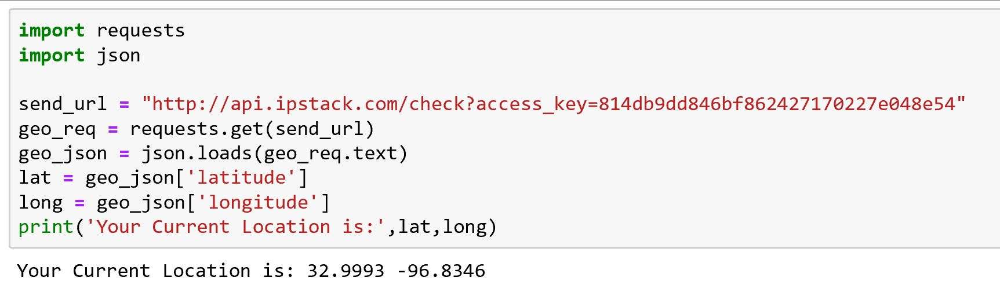 import requests
import json
send_url = "http://api.ipstack.com/check?access_key=814db9dd846bf862427170227e048e54"
geo_req = requests.get(send_url)
geo_json = json.loads(geo_req.text)
lat = geo_json['latitude']
long = geo_json['longitude']
print('Your Current Location is:',lat,long)
Your Current Location is: 32.9993 -96.8346